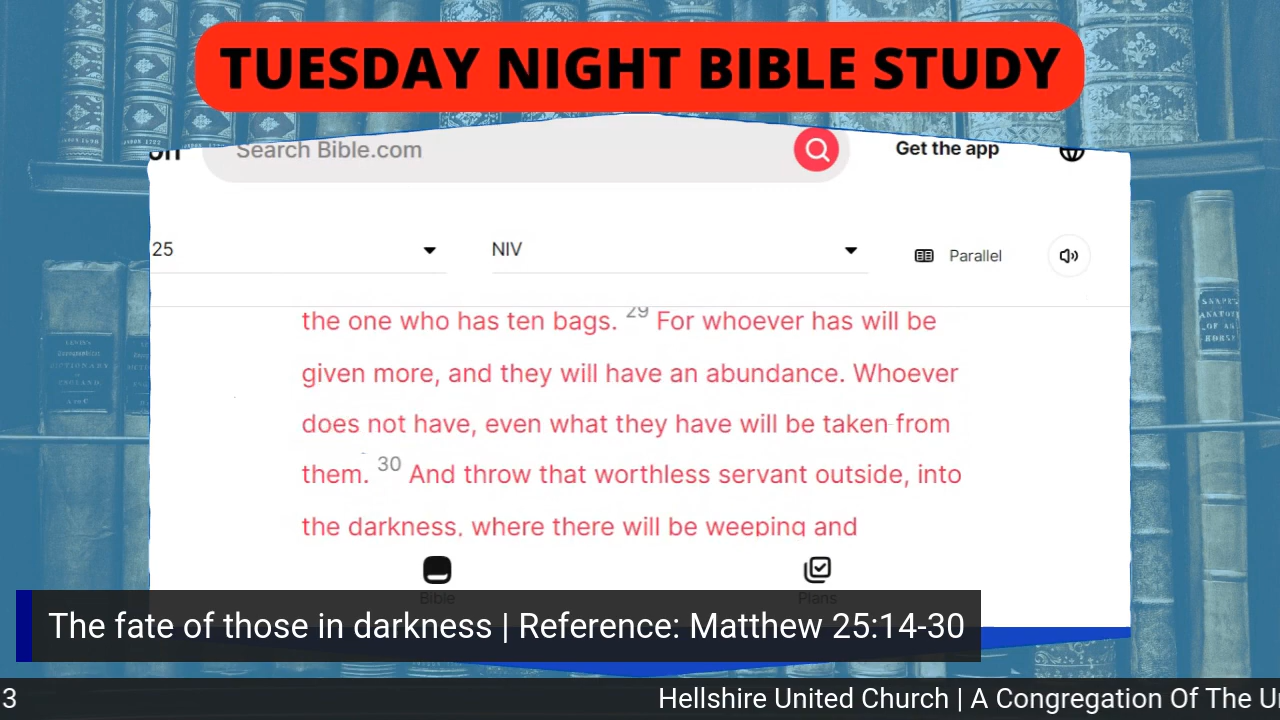 TUESDAY NIGHT BIBLE STUDY
Search Bible.com
Get the app
25
NIV
Parallel
the one who has ten bags. 29 For whoever has will be
given more, and they will have an abundance. Whoever
does not have, even what they have will be taken from
them. 30 And throw that worthless servant outside, into
the darkness, where there will be weeping and
Bible
Plans
The fate of those in darkness | Reference: Matthew 25:14-30
3
Hellshire United Church | A Congregation Of The U